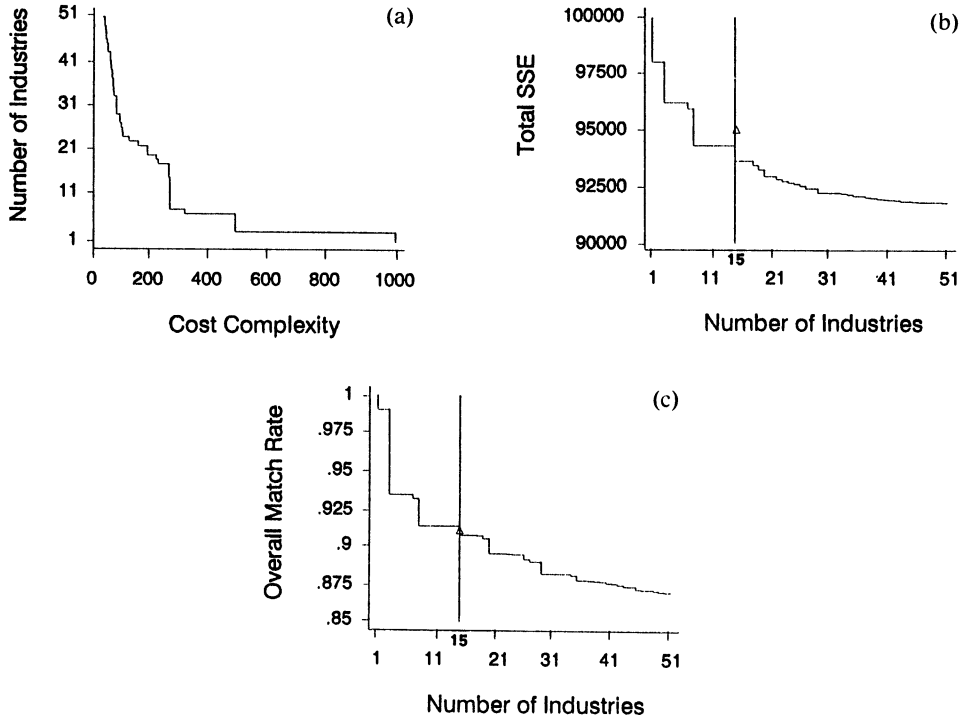 (a)
Number of Industries
51
41
31
21
11
1
0 200 400 600 800 1000
Cost Complexity
(b)
Total SSE
100000
97500
95000
92500
90000
1 11 15 21 31 41 51
Number of Industries
(c)
Overall Match Rate
1
.975
.95
.925
.9
.875
.85
1 11 15 21 31 41 51
Number of Industries